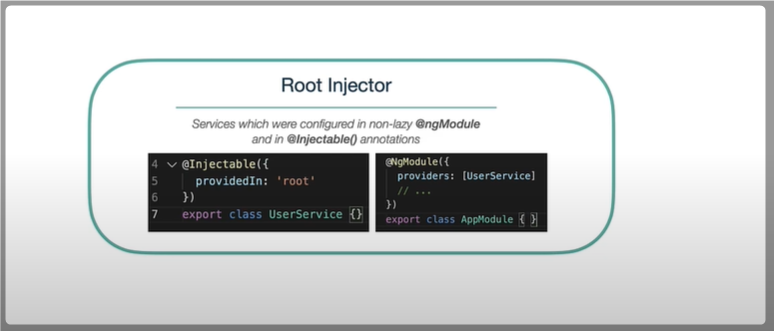 Root Injector
Services which were configured in non-lazy @ngModule
and in @Injectable() annotations
4 @Injectable({
5 providedIn: 'root'
6 })
7 export class UserService {}
@NgModule({
providers: [UserService]
// ...
})
export class AppModule { }